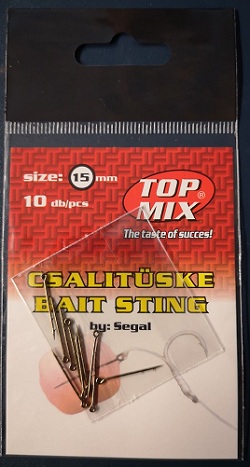 size: 15 mm
10 db/pcs
TOP
MIX®
The taste of succes!
CSALITÜSKE
BAIT STING
by: Segal